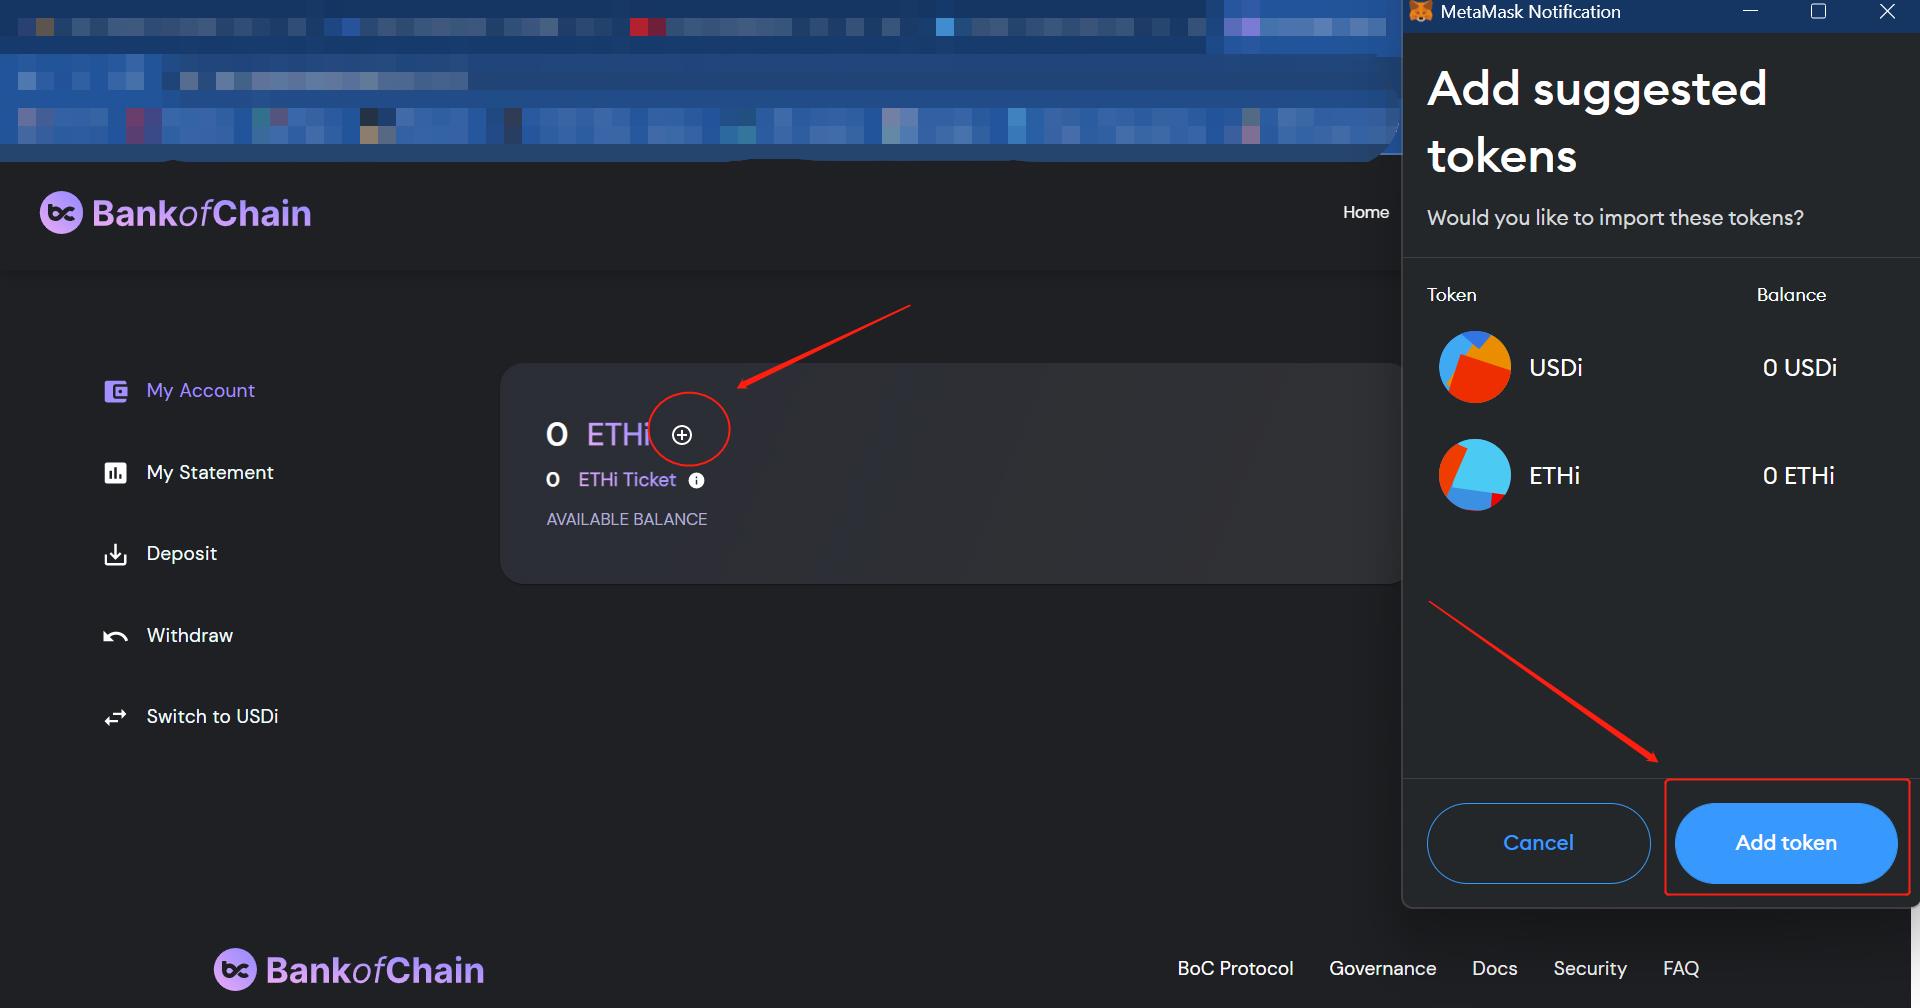 MetaMask Notification
Add suggested
tokens
Would you like to import these tokens?
Token Balance
USDi 0 USDi
ETHi 0 ETHi
Cancel Add token
BankofChain
Home
My Account
My Statement
Deposit
Withdraw
Switch to USDi
0 ETHi
0 ETHi Ticket
AVAILABLE BALANCE
BankofChain
BoC Protocol Governance Docs Security FAQ